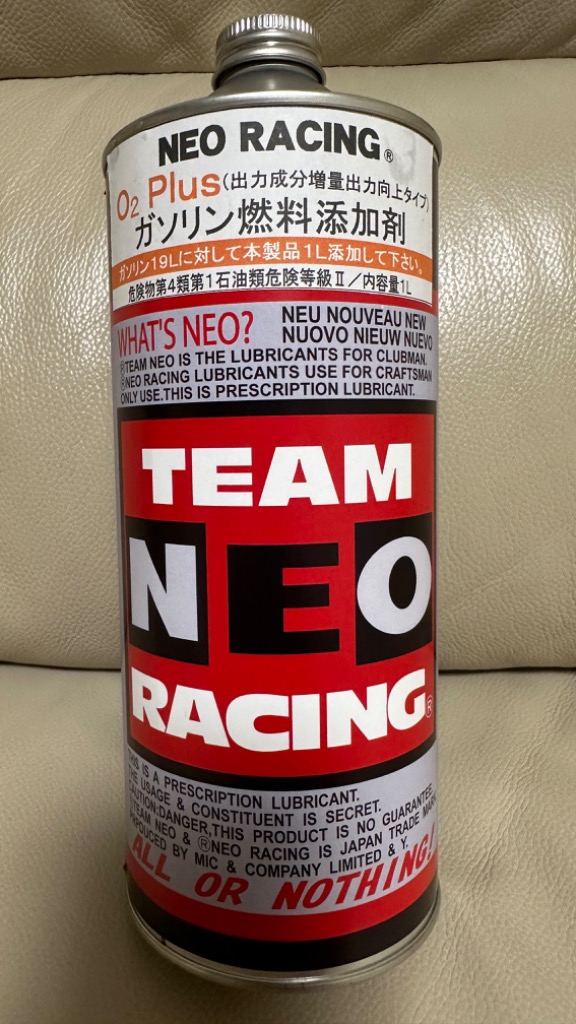 NEO RACING®
O₂ Plus(出力成分増量出力向上タイプ)
ガソリン燃料添加剤
ガソリン19Lに対して本製品1L添加して下さい。
危険物第4類第1石油類危険等級Ⅱ/内容量1L
WHAT'S NEO?
NEU NOUVEAU NEW
NUOVO NIEUW NUEVO
®TEAM NEO IS THE LUBRICANTS FOR CLUBMAN.
®NEO RACING LUBRICANTS USE FOR CRAFTSMAN
ONLY USE.THIS IS PRESCRIPTION LUBRICANT.
TEAM
NEO
RACING®
THIS IS A PRESCRIPTION LUBRICANT.
THE USAGE & CONSTITUENT IS SECRET.
CAUTION:DANGER,THIS PRODUCT IS NO GUARANTEE.
®TEAM NEO & ®NEO RACING IS JAPAN TRADE MARK.
PRODUCED BY MIC & COMPANY LIMITED & Y.
ALL OR NOTHING!